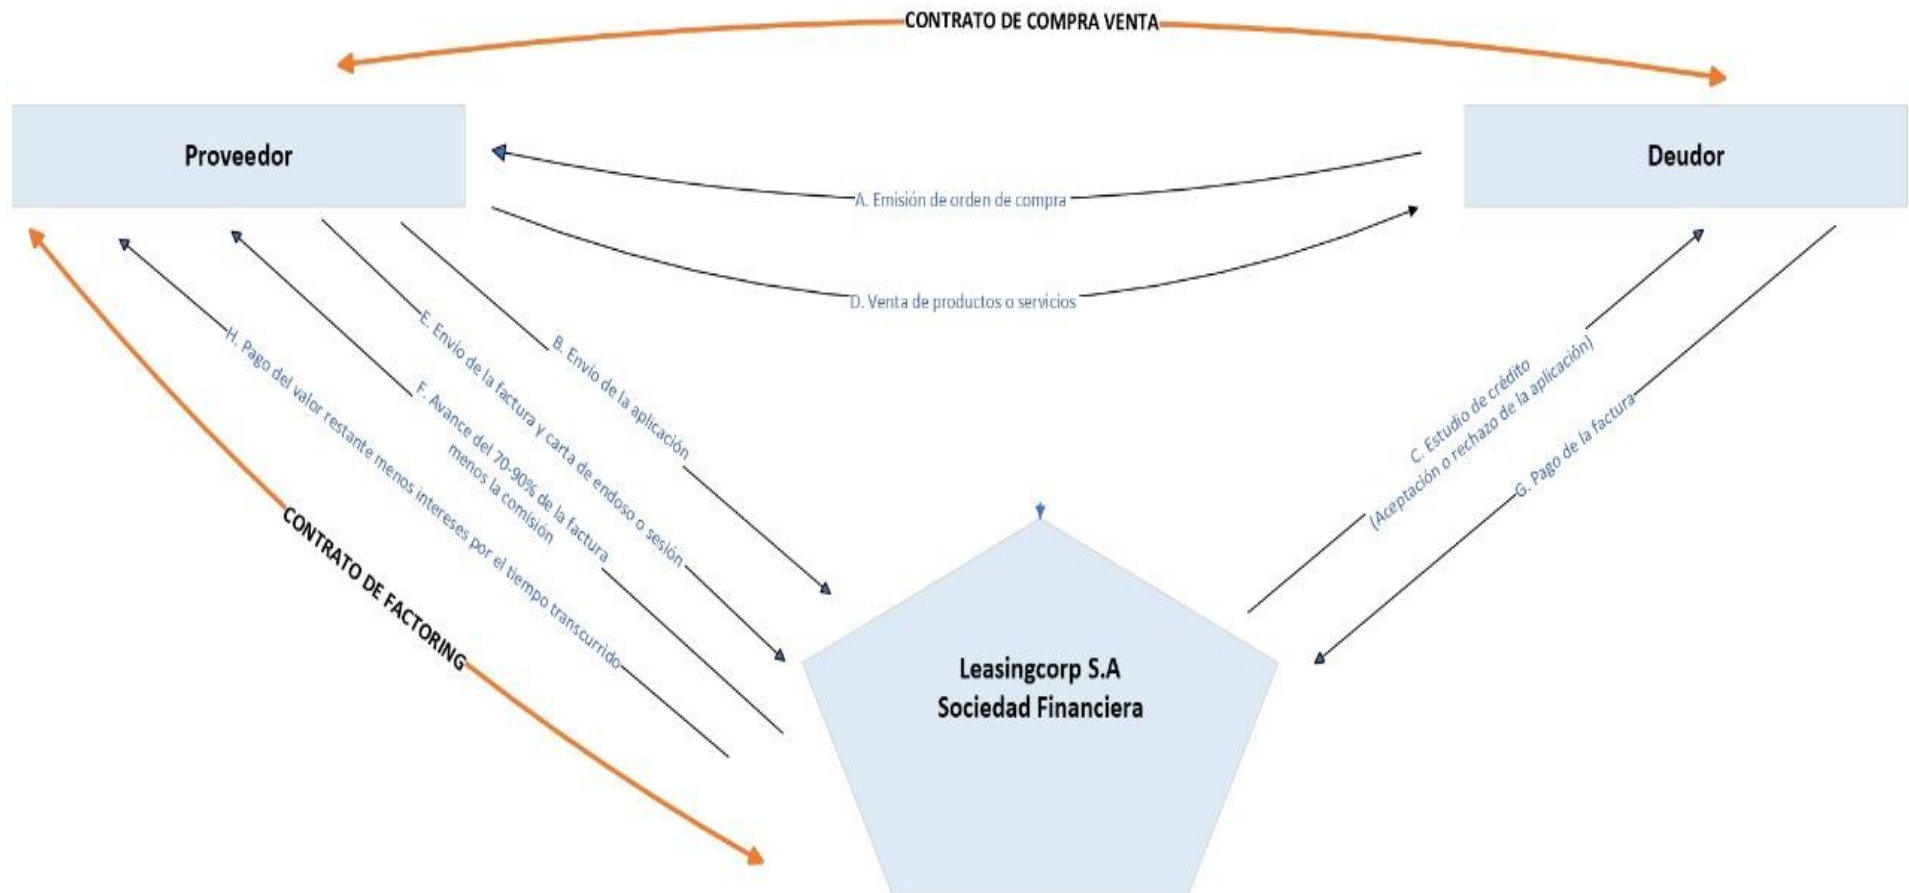 CONTRATO DE COMPRA VENTA
Proveedor
Deudor
A. Emisión de orden de compra
D. Venta de productos o servicios
B. Envío de la aplicación
E. Envío de la factura y carta de endoso o sesión
F. Avance del 70-90% de la factura
menos la comisión
H. Pago del valor restante menos intereses por el tiempo transcurrido
C. Estudio de crédito
(Aceptación o rechazo de la aplicación)
G. Pago de la factura
CONTRATO DE FACTORING
Leasingcorp S.A
Sociedad Financiera